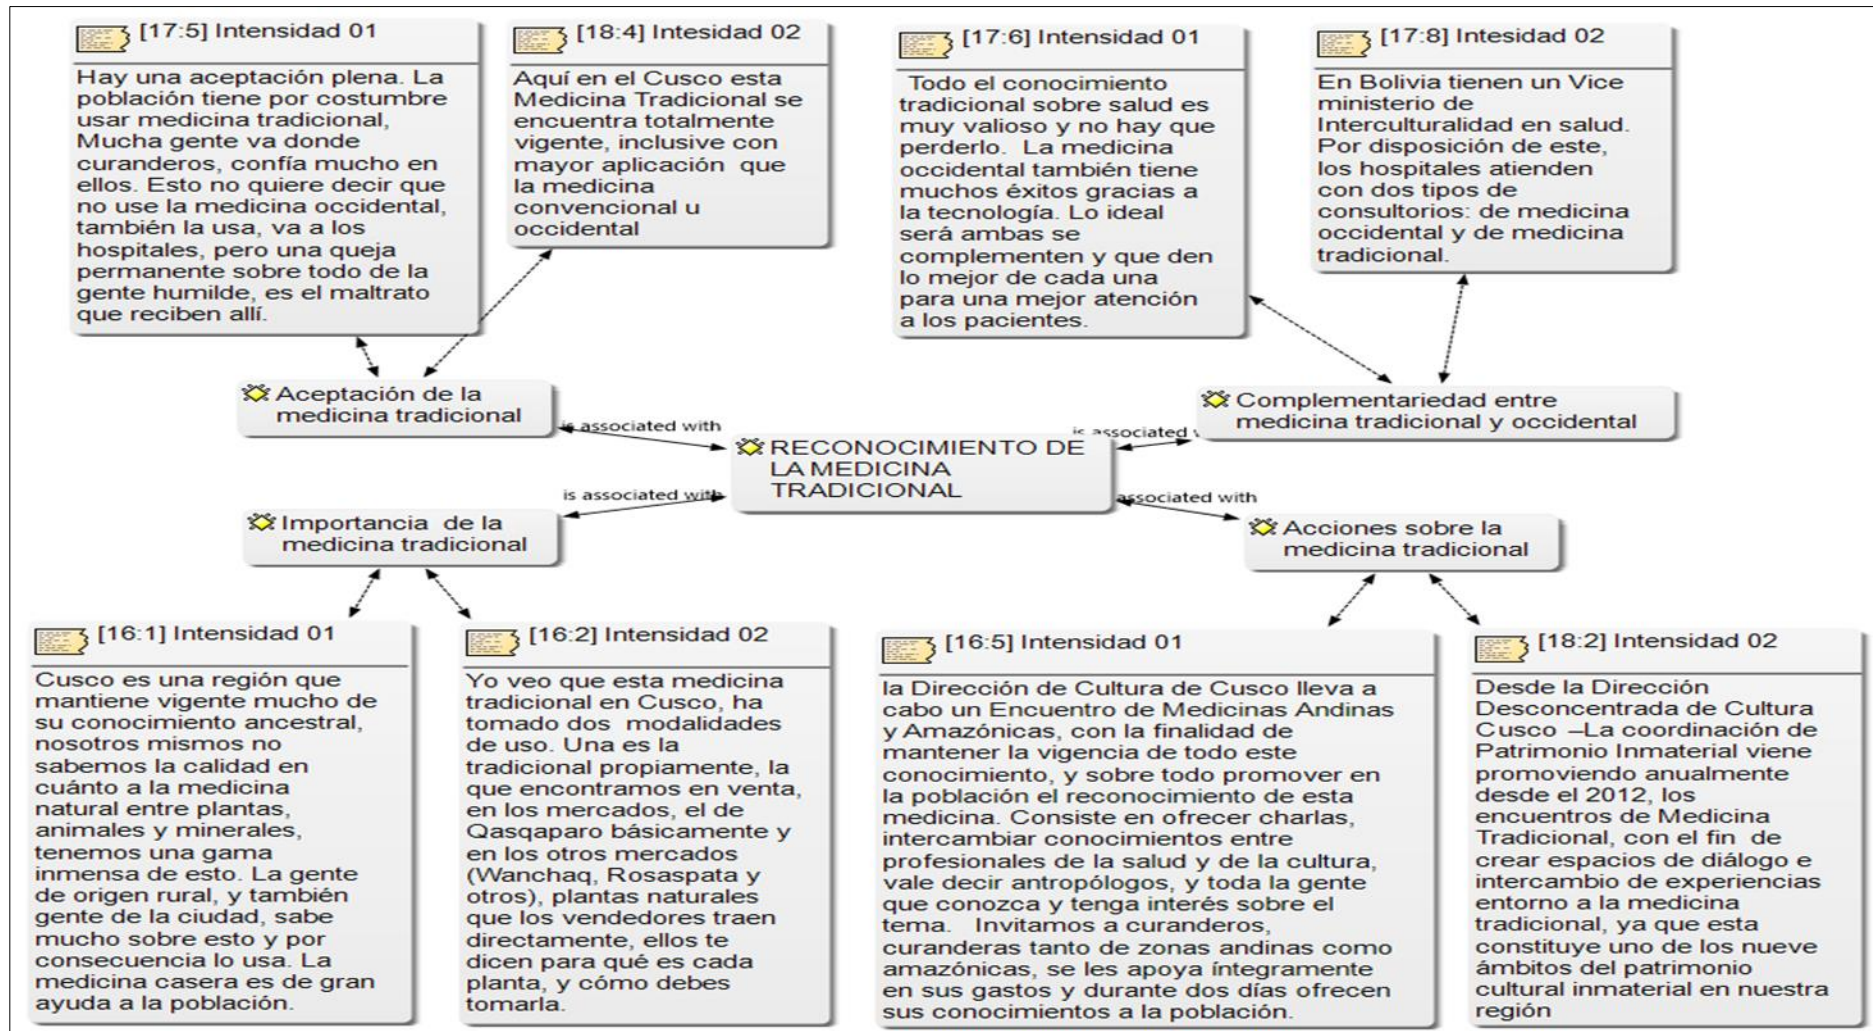 [17:5] Intensidad 01
Hay una aceptación plena. La
población tiene por costumbre
usar medicina tradicional,
Mucha gente va donde
curanderos, confía mucho en
ellos. Esto no quiere decir que
no use la medicina occidental,
también la usa, va a los
hospitales, pero una queja
permanente sobre todo de la
gente humilde, es el maltrato
que reciben allí.
[18:4] Intesidad 02
Aquí en el Cusco esta
Medicina Tradicional se
encuentra totalmente
vigente, inclusive con
mayor aplicación que
la medicina
convencional u
occidental
[17:6] Intensidad 01
Todo el conocimiento
tradicional sobre salud es
muy valioso y no hay que
perderlo. La medicina
occidental también tiene
muchos éxitos gracias a
la tecnología. Lo ideal
será ambas se
complementen y que den
lo mejor de cada una
para una mejor atención
a los pacientes.
[17:8] Intesidad 02
En Bolivia tienen un Vice
ministerio de
Interculturalidad en salud.
Por disposición de este,
los hospitales atienden
con dos tipos de
consultorios: de medicina
occidental y de medicina
tradicional.
Aceptación de la
medicina tradicional
Complementariedad entre
medicina tradicional y occidental
is associated with
is associated
RECONOCIMIENTO DE
LA MEDICINA
TRADICIONAL
is associated with
associated with
Importancia de la
medicina tradicional
Acciones sobre la
medicina tradicional
[16:1] Intensidad 01
Cusco es una región que
mantiene vigente mucho de
su conocimiento ancestral,
nosotros mismos no
sabemos la calidad en
cuánto a la medicina
natural entre plantas,
animales y minerales,
tenemos una gama
inmensa de esto. La gente
de origen rural, y también
gente de la ciudad, sabe
mucho sobre esto y por
consecuencia lo usa. La
medicina casera es de gran
ayuda a la población.
[16:2] Intensidad 02
Yo veo que esta medicina
tradicional en Cusco, ha
tomado dos modalidades
de uso. Una es la
tradicional propiamente, la
que encontramos en venta,
en los mercados, el de
Qasqaparo básicamente y
en los otros mercados
(Wanchaq, Rosaspata y
otros), plantas naturales
que los vendedores traen
directamente, ellos te
dicen para qué es cada
planta, y cómo debes
tomarla.
[16:5] Intensidad 01
la Dirección de Cultura de Cusco lleva a
cabo un Encuentro de Medicinas Andinas
y Amazónicas, con la finalidad de
mantener la vigencia de todo este
conocimiento, y sobre todo promover en
la población el reconocimiento de esta
medicina. Consiste en ofrecer charlas,
intercambiar conocimientos entre
profesionales de la salud y de la cultura,
vale decir antropólogos, y toda la gente
que conozca y tenga interés sobre el
tema. Invitamos a curanderos,
curanderas tanto de zonas andinas como
amazónicas, se les apoya íntegramente
en sus gastos y durante dos días ofrecen
sus conocimientos a la población.
[18:2] Intensidad 02
Desde la Dirección
Desconcentrada de Cultura
Cusco –La coordinación de
Patrimonio Inmaterial viene
promoviendo anualmente
desde el 2012, los
encuentros de Medicina
Tradicional, con el fin de
crear espacios de diálogo e
intercambio de experiencias
entorno a la medicina
tradicional, ya que esta
constituye uno de los nueve
ámbitos del patrimonio
cultural inmaterial en nuestra
región